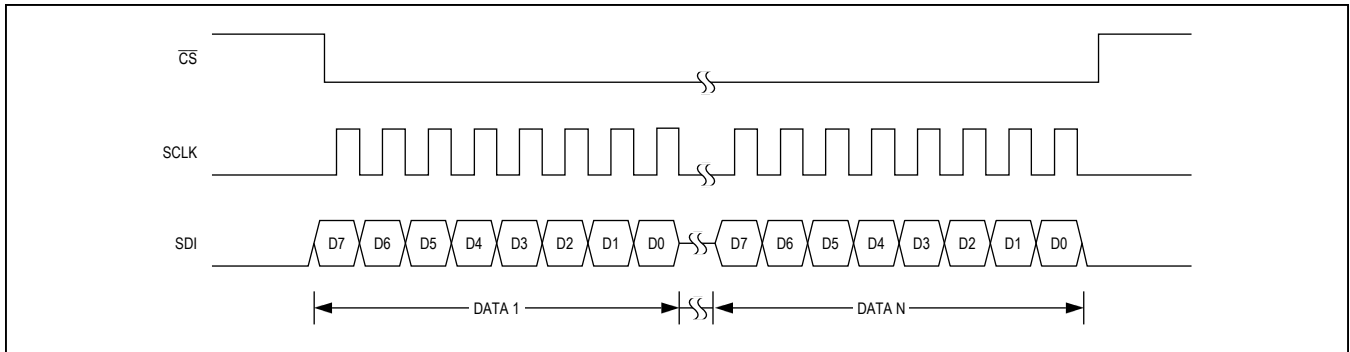 C̅S̅
SCLK
SDI D7 D6 D5 D4 D3 D2 D1 D0 D7 D6 D5 D4 D3 D2 D1 D0
DATA 1 DATA N